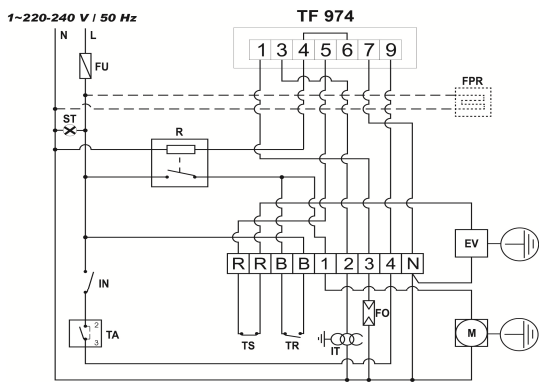 1~220-240 V / 50 Hz
TF 974
N L
1 3 4 5 6 7 9
FU
FPR
ST
R
R R B B 1 2 3 4 N
EV
IN
FO
TA
2
3
TS TR IT
M